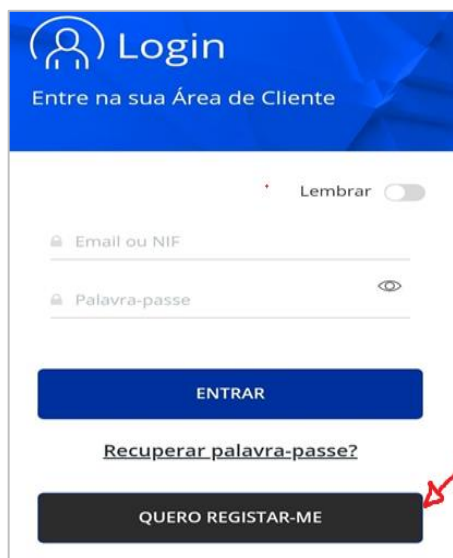 Login
Entre na sua Área de Cliente
Lembrar
Email ou NIF
Palavra-passe
ENTRAR
Recuperar palavra-passe?
QUERO REGISTAR-ME